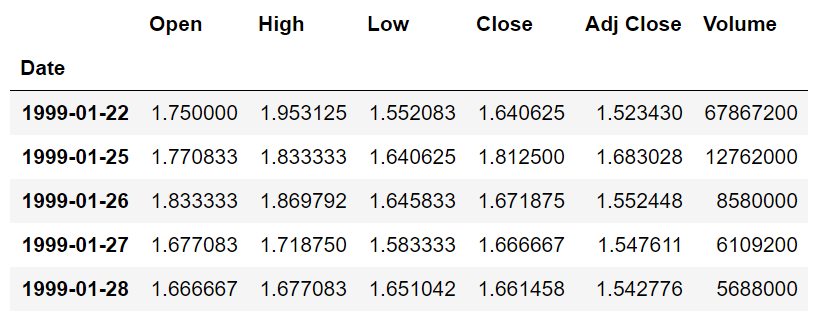 Open High Low Close Adj Close Volume
Date
1999-01-22 1.750000 1.953125 1.552083 1.640625 1.523430 67867200
1999-01-25 1.770833 1.833333 1.640625 1.812500 1.683028 12762000
1999-01-26 1.833333 1.869792 1.645833 1.671875 1.552448 8580000
1999-01-27 1.677083 1.718750 1.583333 1.666667 1.547611 6109200
1999-01-28 1.666667 1.677083 1.651042 1.661458 1.542776 5688000